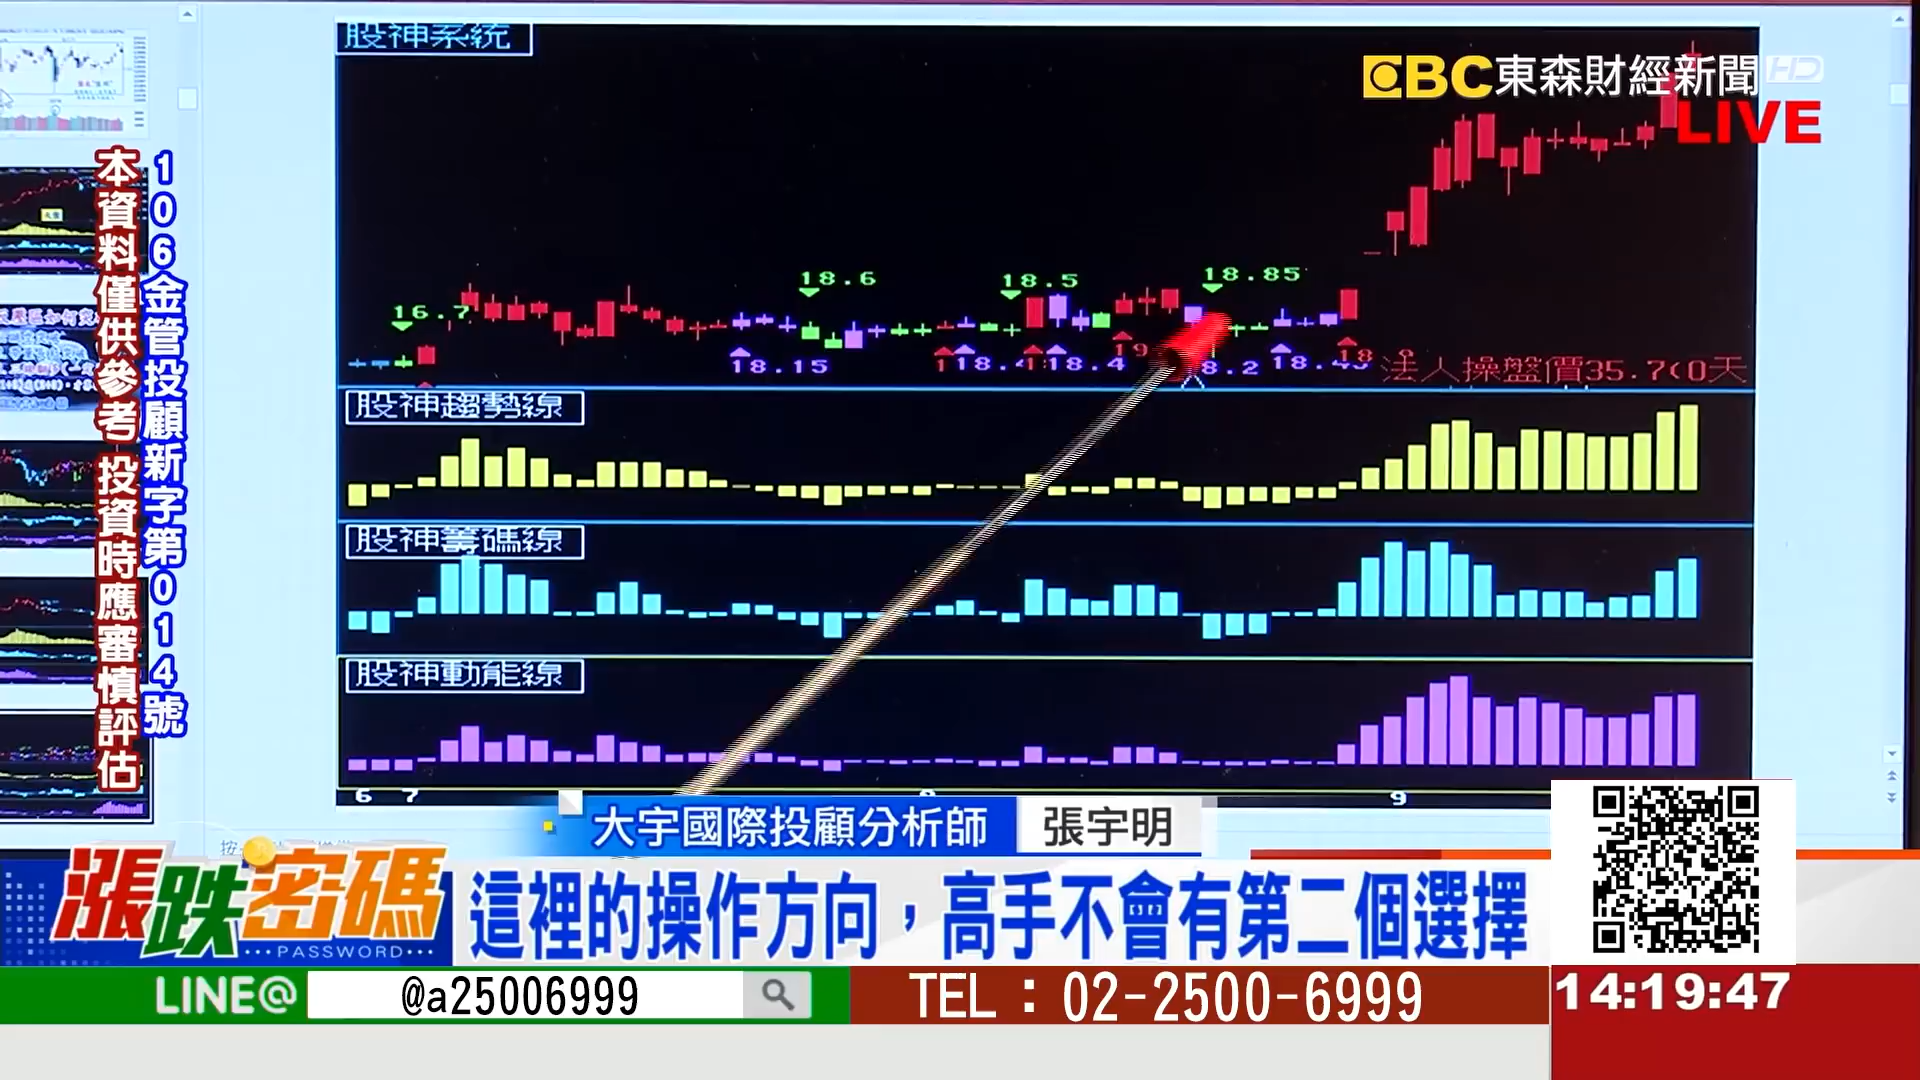 股神系統
EBC東森財經新聞 HD
LIVE
106金管投顧新字第014號
本資料僅供參考 投資時應審慎評估
16.7
18.6
18.5
18.85
18.15
18.4
18.4
法人操盤價35.7(0天
股神趨勢線
股神籌碼線
股神動能線
6 7
9
大宇國際投顧分析師 張宇明
漲跌密碼
PASSWORD
這裡的操作方向，高手不會有第二個選擇
LINE@ @a25006999
TEL：02-2500-6999
14:19:47